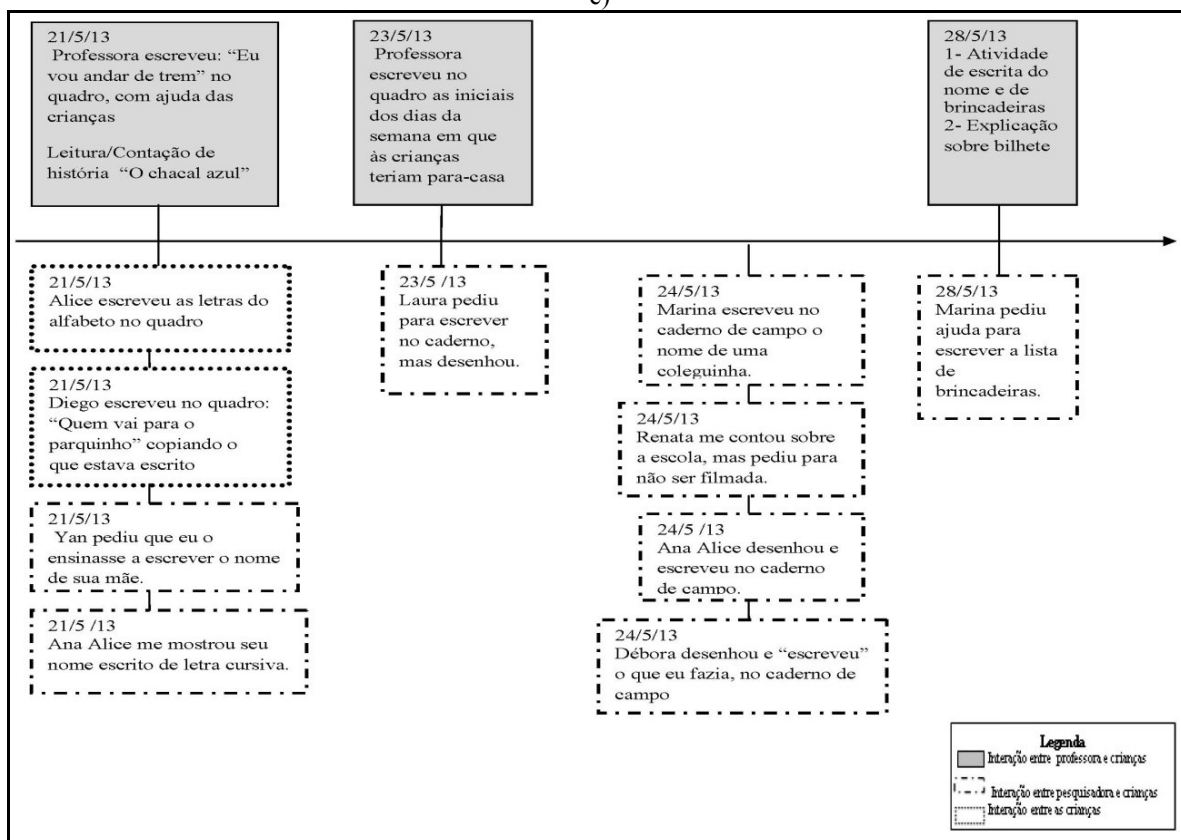 c)
21/5/13
Professora escreveu: “Eu
vou andar de trem” no
quadro, com ajuda das
crianças
Leitura/Contação de
história “O chacal azul”
23/5/13
Professora
escreveu no
quadro as iniciais
dos dias da
semana em que
às crianças
teriam para-casa
28/5/13
1- Atividade
de escrita do
nome e de
brincadeiras
2- Explicação
sobre bilhete
21/5/13
Alice escreveu as letras do
alfabeto no quadro
21/5/13
Diego escreveu no quadro:
“Quem vai para o
parquinho” copiando o
que estava escrito
21/5/13
Yan pediu que eu o
ensinasse a escrever o nome
de sua mãe.
21/5 /13
Ana Alice me mostrou seu
nome escrito de letra cursiva.
23/5 /13
Laura pediu
para escrever
no caderno,
mas desenhou.
24/5/13
Marina escreveu no
caderno de campo o
nome de uma
coleguinha.
24/5/13
Renata me contou sobre
a escola, mas pediu para
não ser filmada.
24/5 /13
Ana Alice desenhou e
escreveu no caderno
de campo.
24/5/13
Débora desenhou e “escreveu”
o que eu fazia, no caderno de
campo
28/5/13
Marina pediu
ajuda para
escrever a lista
de
brincadeiras.
Legenda
Interação entre professora e crianças
Interação entre pesquisadora e crianças
Interação entre as crianças